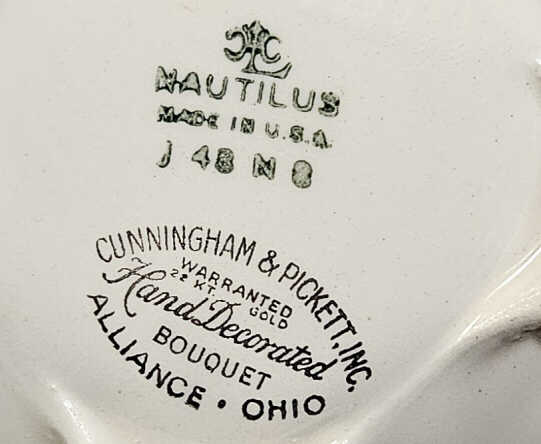 NAUTILUS
MADE IN U.S.A.
J 48 N 8
CUNNINGHAM & PICKETT, INC.
WARRANTED
22 KT. GOLD
Hand Decorated
BOUQUET
ALLIANCE • OHIO